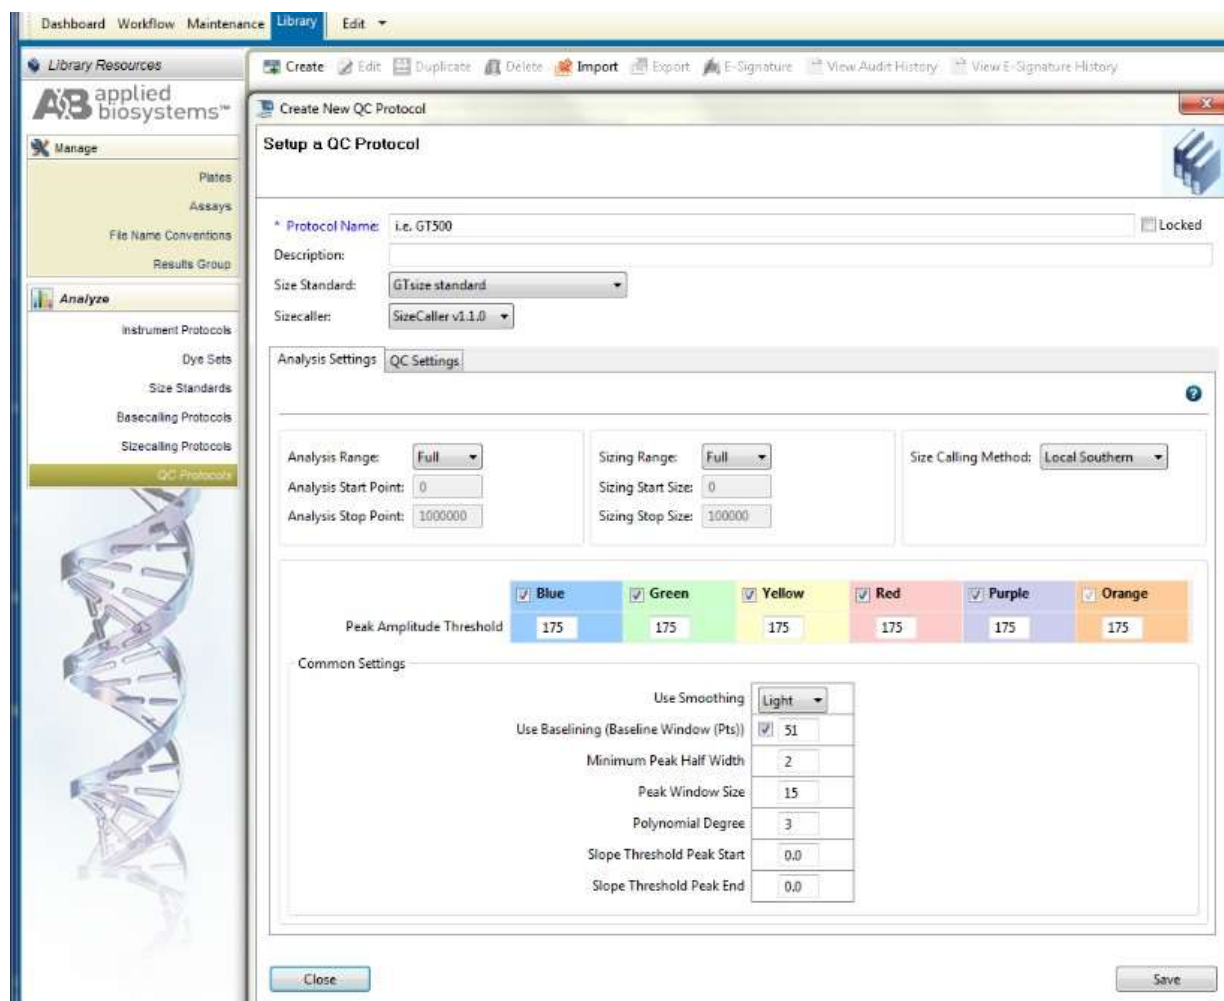 Dashboard Workflow Maintenance Library Edit
Library Resources
Create Edit Duplicate Delete Import Export E-Signature View Audit History View E-Signature History
AB applied
biosystems™
Create New QC Protocol
Manage
Setup a QC Protocol
Plates
Assays
File Name Conventions
Results Group
* Protocol Name: i.e. GT500 Locked
Description:
Size Standard: GTsize standard
Sizecaller: SizeCaller v1.1.0
Analyze
Instrument Protocols
Dye Sets
Size Standards
Basecalling Protocols
Sizecalling Protocols
QC Protocols
Analysis Settings QC Settings
?
Analysis Range: Full Sizing Range: Full Size Calling Method: Local Southern
Analysis Start Point: 0 Sizing Start Size: 0
Analysis Stop Point: 1000000 Sizing Stop Size: 100000
Blue Green Yellow Red Purple Orange
Peak Amplitude Threshold 175 175 175 175 175 175
Common Settings
Use Smoothing Light
Use Baselining (Baseline Window (Pts)) 51
Minimum Peak Half Width 2
Peak Window Size 15
Polynomial Degree 3
Slope Threshold Peak Start 0.0
Slope Threshold Peak End 0.0
Close Save